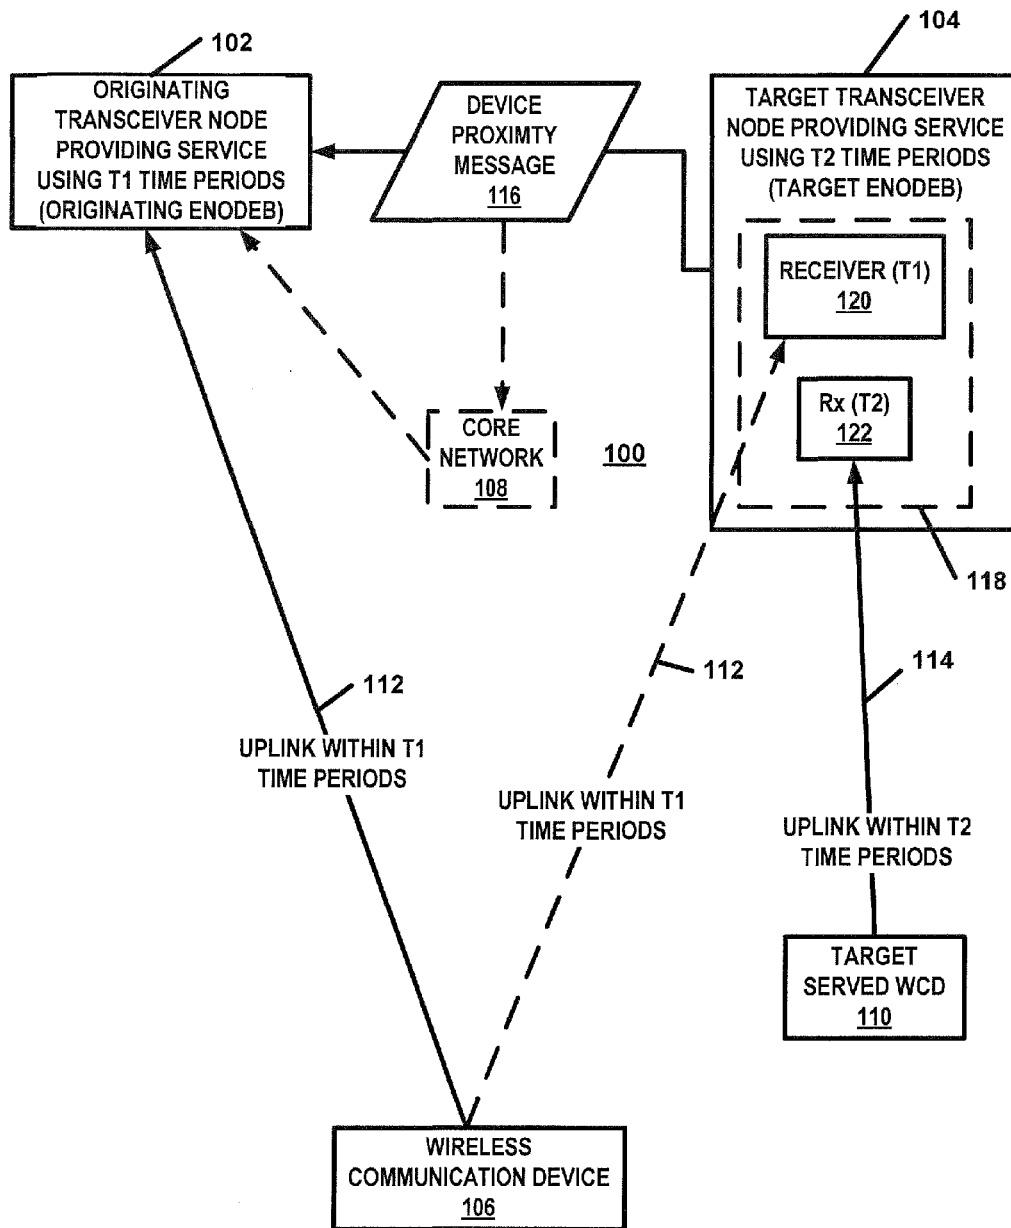 102
ORIGINATING
TRANSCEIVER NODE
PROVIDING SERVICE
USING T1 TIME PERIODS
(ORIGINATING ENODEB)
DEVICE
PROXIMTY
MESSAGE
116
104
TARGET TRANSCEIVER
NODE PROVIDING SERVICE
USING T2 TIME PERIODS
(TARGET ENODEB)
RECEIVER (T1)
120
Rx (T2)
122
118
CORE
NETWORK
108
100
112
UPLINK WITHIN T1
TIME PERIODS
112
UPLINK WITHIN T1
TIME PERIODS
114
UPLINK WITHIN T2
TIME PERIODS
TARGET
SERVED WCD
110
WIRELESS
COMMUNICATION DEVICE
106